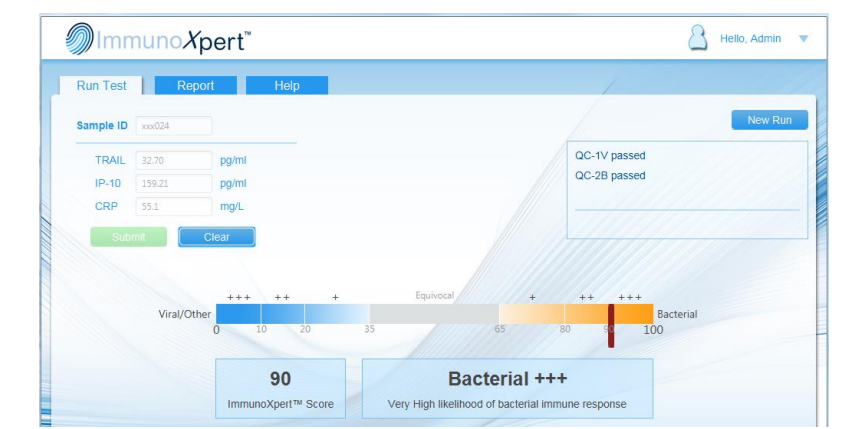 ImmunoXpert™
Hello, Admin
Run Test Report Help
New Run
Sample ID xxx024
TRAIL 32.70 pg/ml
IP-10 159.21 pg/ml
CRP 55.1 mg/L
Submit Clear
QC-1V passed
QC-2B passed
+++ ++ + Equivocal + ++ +++
Viral/Other Bacterial
0 10 20 35 65 80 90 100
90
ImmunoXpert™ Score
Bacterial +++
Very High likelihood of bacterial immune response